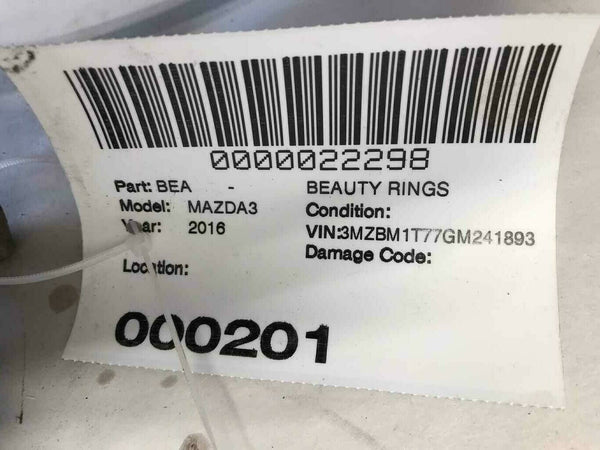 0000022298
Part: BEA - BEAUTY RINGS
Model: MAZDA3 Condition:
Year: 2016 VIN:3MZBM1T77GM241893
Damage Code:
Location:
000201